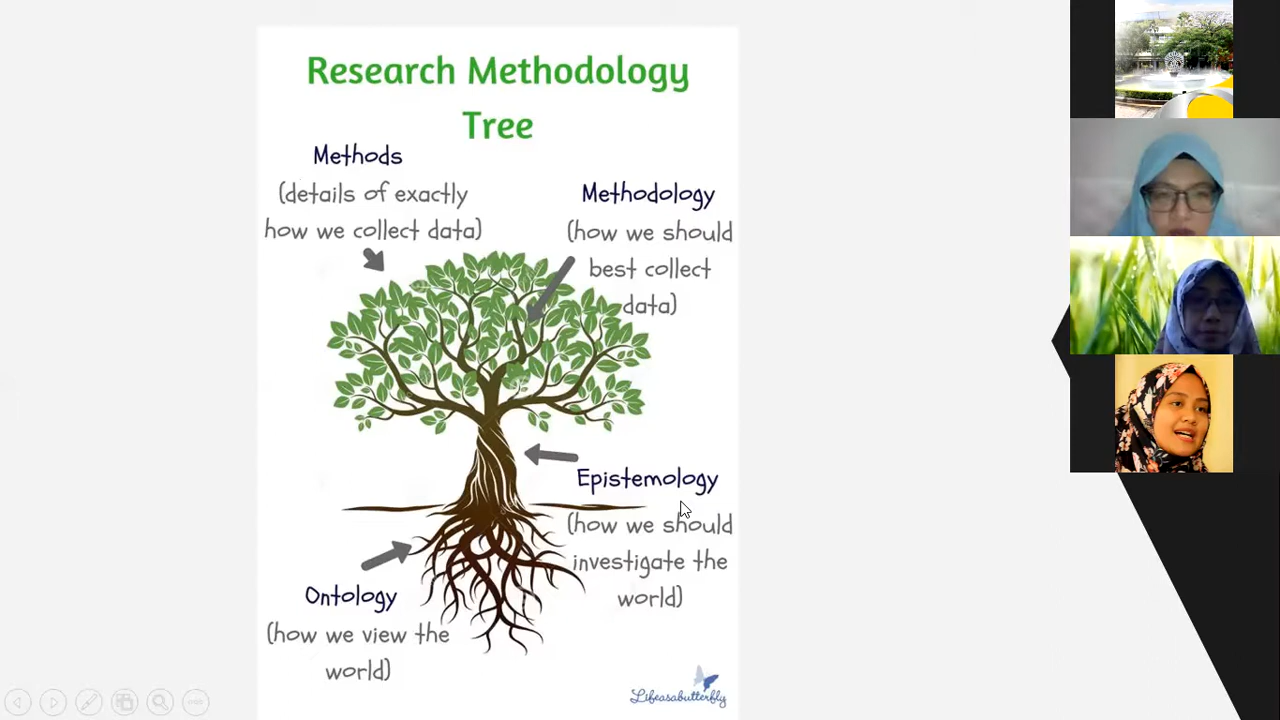 Research Methodology
Tree
Methods
(details of exactly
how we collect data)
Methodology
(how we should
best collect
data)
Epistemology
(how we should
investigate the
world)
Ontology
(how we view the
world)
Lifeasabutterfly